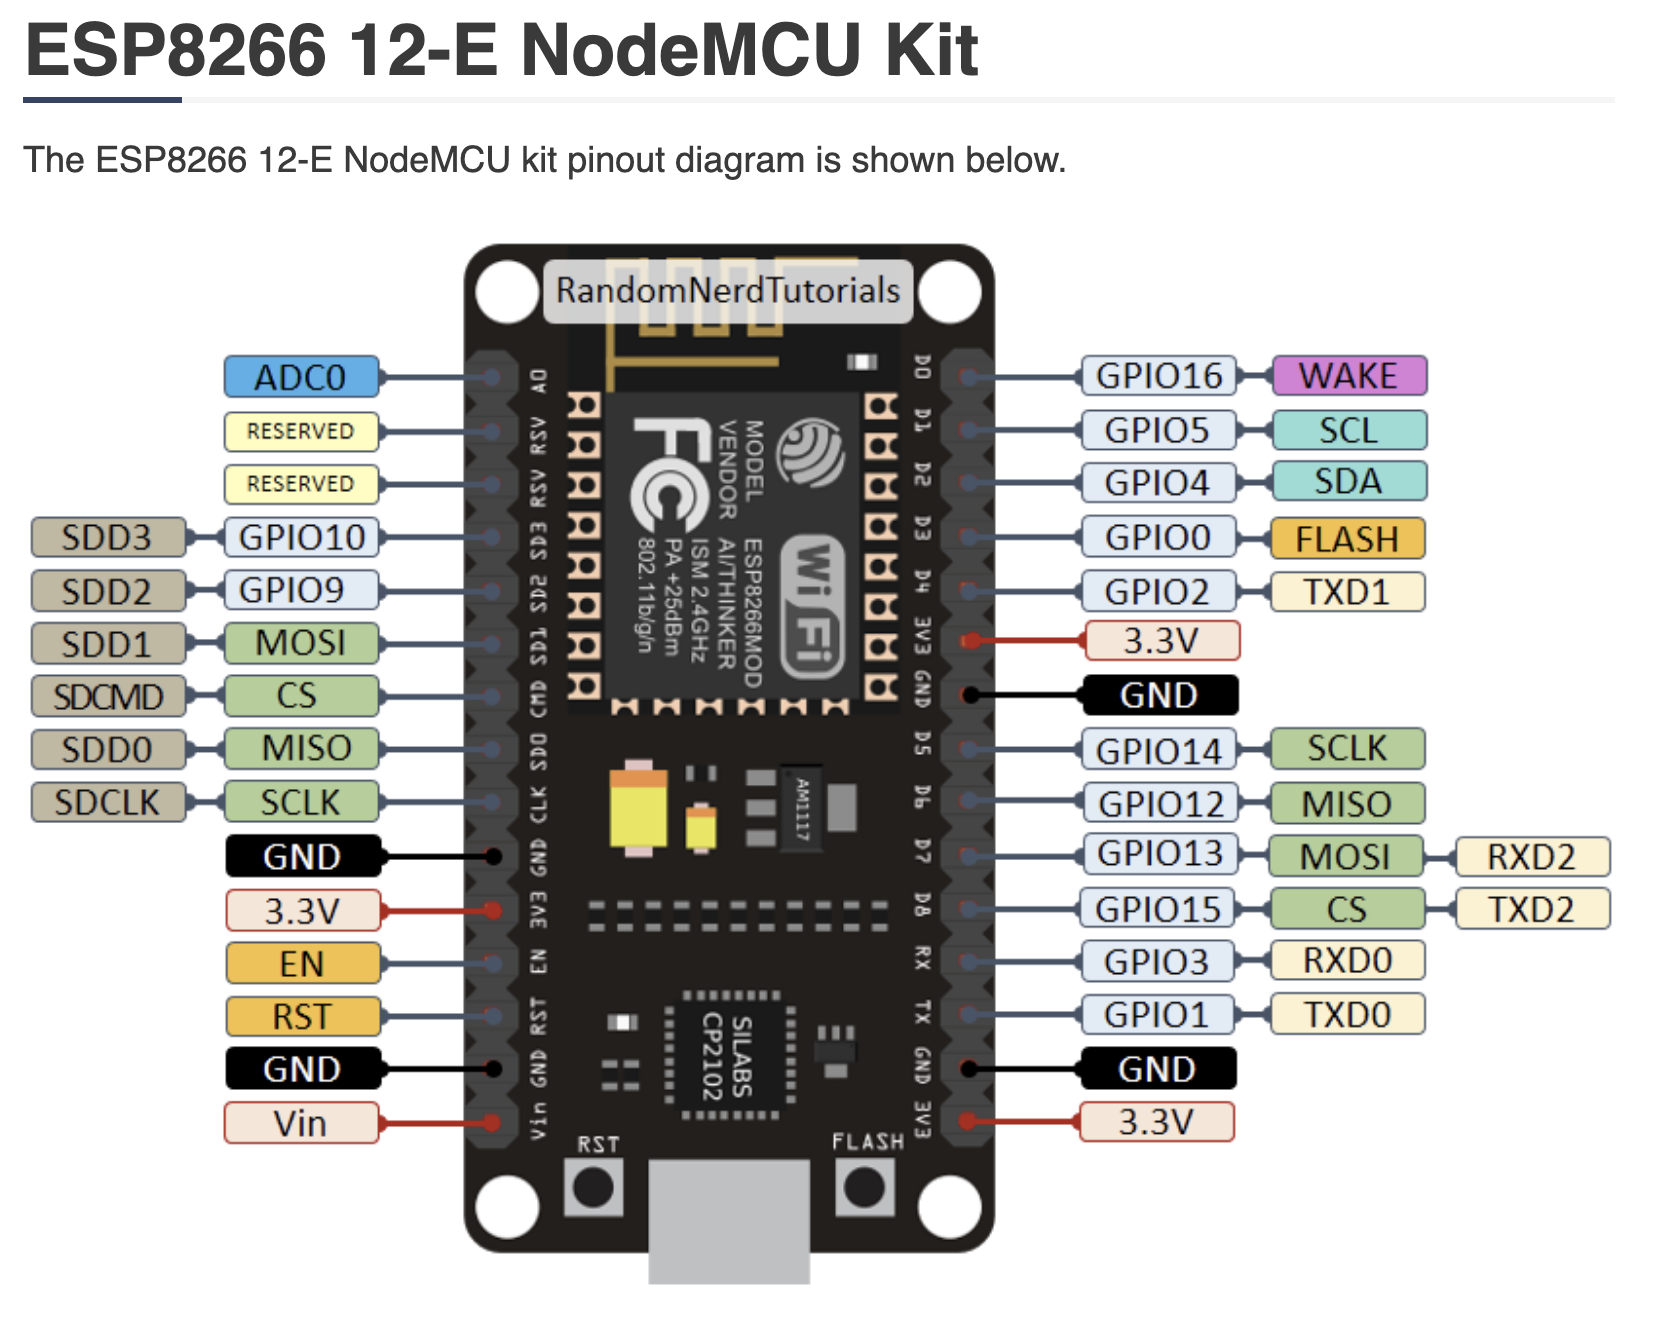 ESP8266 12-E NodeMCU Kit
The ESP8266 12-E NodeMCU kit pinout diagram is shown below.
RandomNerdTutorials
ADC0 A0 D0 GPIO16 WAKE
RESERVED RSV D1 GPIO5 SCL
RESERVED RSV D2 GPIO4 SDA
SDD3 GPIO10 SD3 D3 GPIO0 FLASH
SDD2 GPIO9 SD2 D4 GPIO2 TXD1
SDD1 MOSI SD1 3V3 3.3V
SDCMD CS CMD GND GND
SDD0 MISO SD0 D5 GPIO14 SCLK
SDCLK SCLK CLK D6 GPIO12 MISO
GND GND D7 GPIO13 MOSI RXD2
3.3V 3V3 D8 GPIO15 CS TXD2
EN EN RX GPIO3 RXD0
RST RST TX GPIO1 TXD0
GND GND GND GND
Vin Vin 3V3 3.3V
MODEL ESP8266MOD
VENDOR AI/THINKER
ISM 2.4GHz
PA +25dBm
802.11b/g/n
FC
WiFi
AM1117
SILABS
CP2102
RST FLASH